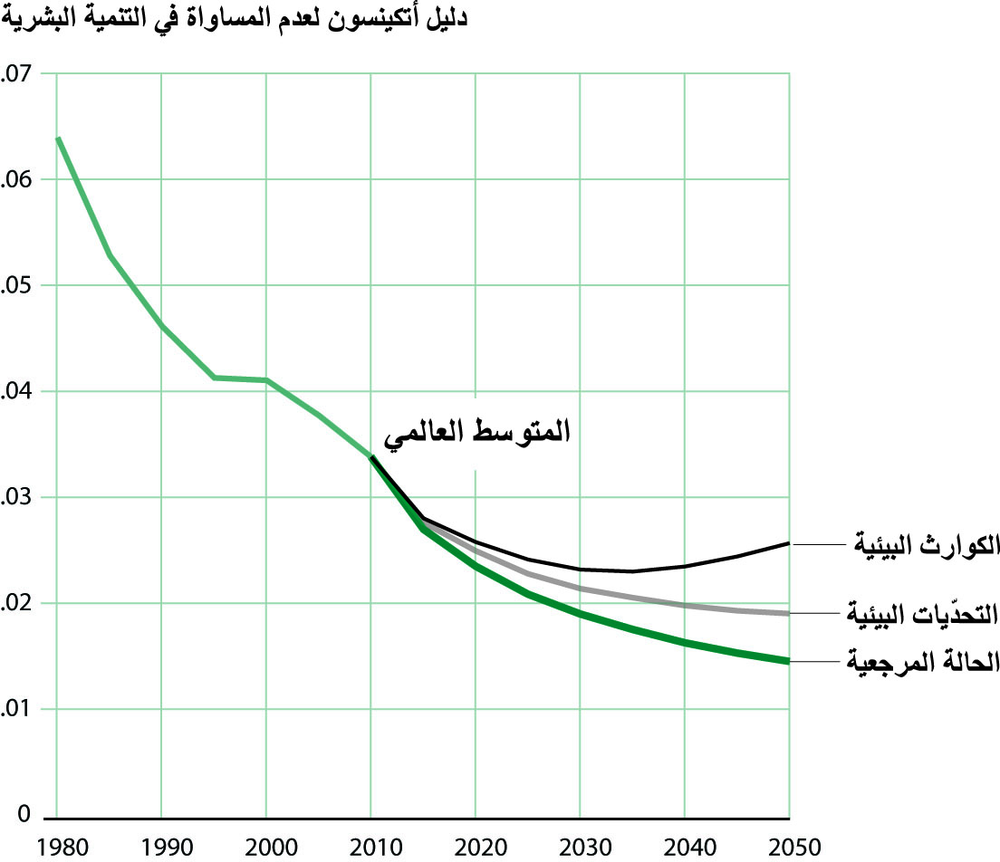 دليل أتكينسون لعدم المساواة في التنمية البشرية
.07
.06
.05
.04
المتوسط العالمي
.03
الكوارث البيئية
.02
التحدّيات البيئية
الحالة المرجعية
.01
0
1980 1990 2000 2010 2020 2030 2040 2050